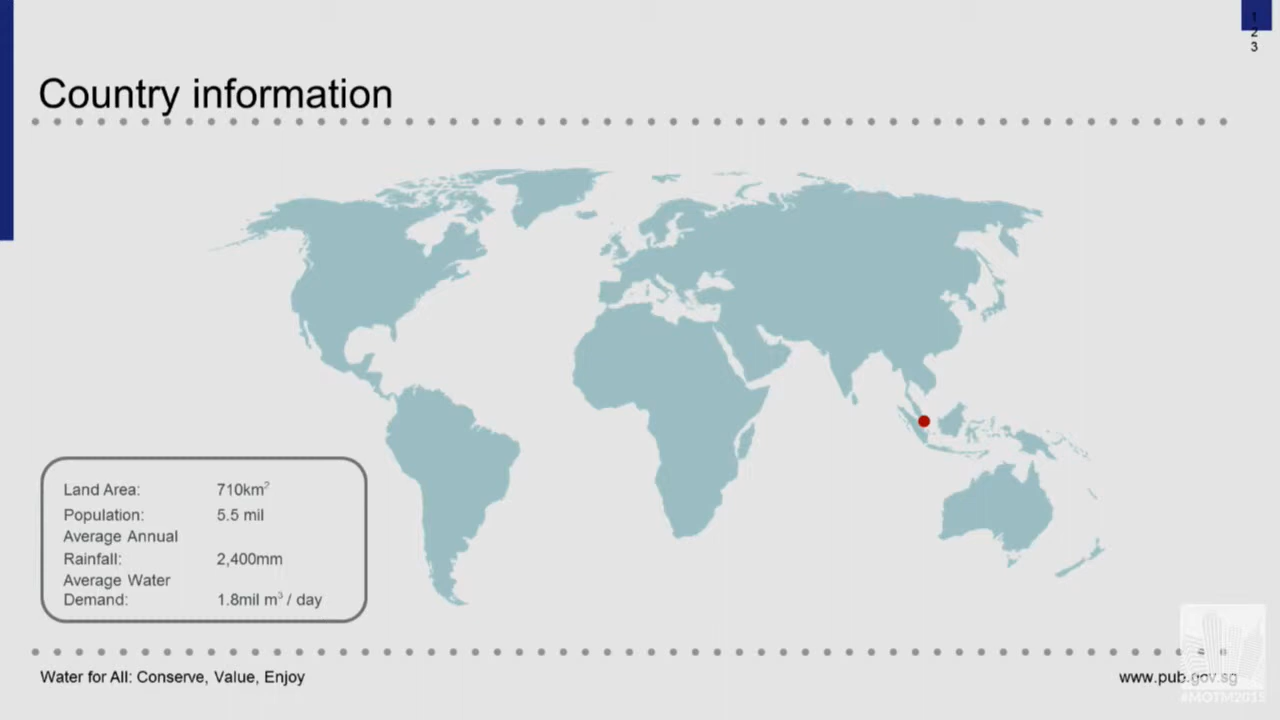 1
2
3
Country information
Land Area: 710km²
Population: 5.5 mil
Average Annual
Rainfall: 2,400mm
Average Water
Demand: 1.8mil m³ / day
Water for All: Conserve, Value, Enjoy
www.pub.gov.sg
#MOTM2015